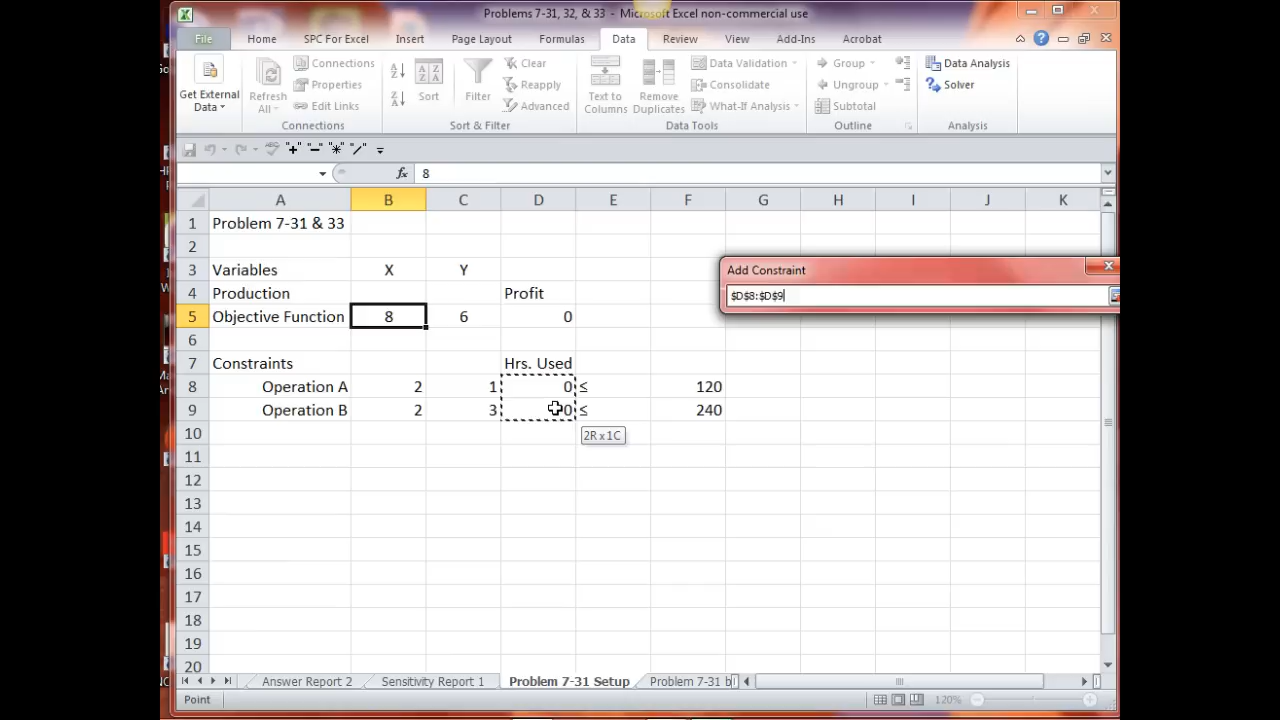 Problems 7-31, 32, & 33 - Microsoft Excel non-commercial use
File Home SPC For Excel Insert Page Layout Formulas Data Review View Add-Ins Acrobat
Get External Data
Refresh All
Connections
Properties
Edit Links
Connections
Sort
Filter
Clear
Reapply
Advanced
Sort & Filter
Text to Columns
Remove Duplicates
Data Validation
Consolidate
What-If Analysis
Data Tools
Group
Ungroup
Subtotal
Outline
Data Analysis
Solver
Analysis
fx 8
A B C D E F G H I J K
1 Problem 7-31 & 33
2
3 Variables X Y
4 Production Profit
5 Objective Function 8 6 0
6
7 Constraints Hrs. Used
8 Operation A 2 1 0 ≤ 120
9 Operation B 2 3 0 ≤ 240
10
11
12
13
14
15
16
17
18
19
20
2R x 1C
Add Constraint
$D$8:$D$9
Answer Report 2 Sensitivity Report 1 Problem 7-31 Setup Problem 7-31 b
Point 120%